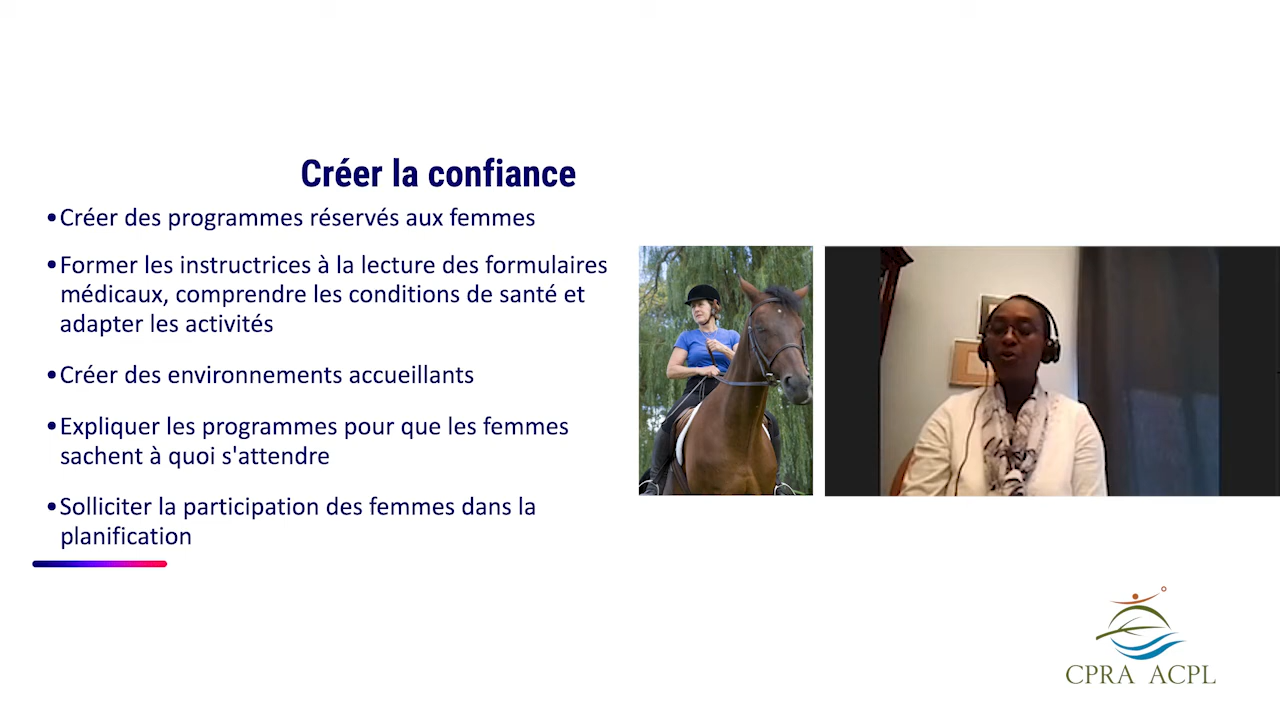 Créer la confiance
•Créer des programmes réservés aux femmes
•Former les instructrices à la lecture des formulaires
médicaux, comprendre les conditions de santé et
adapter les activités
•Créer des environnements accueillants
•Expliquer les programmes pour que les femmes
sachent à quoi s'attendre
•Solliciter la participation des femmes dans la
planification
CPRA ACPL